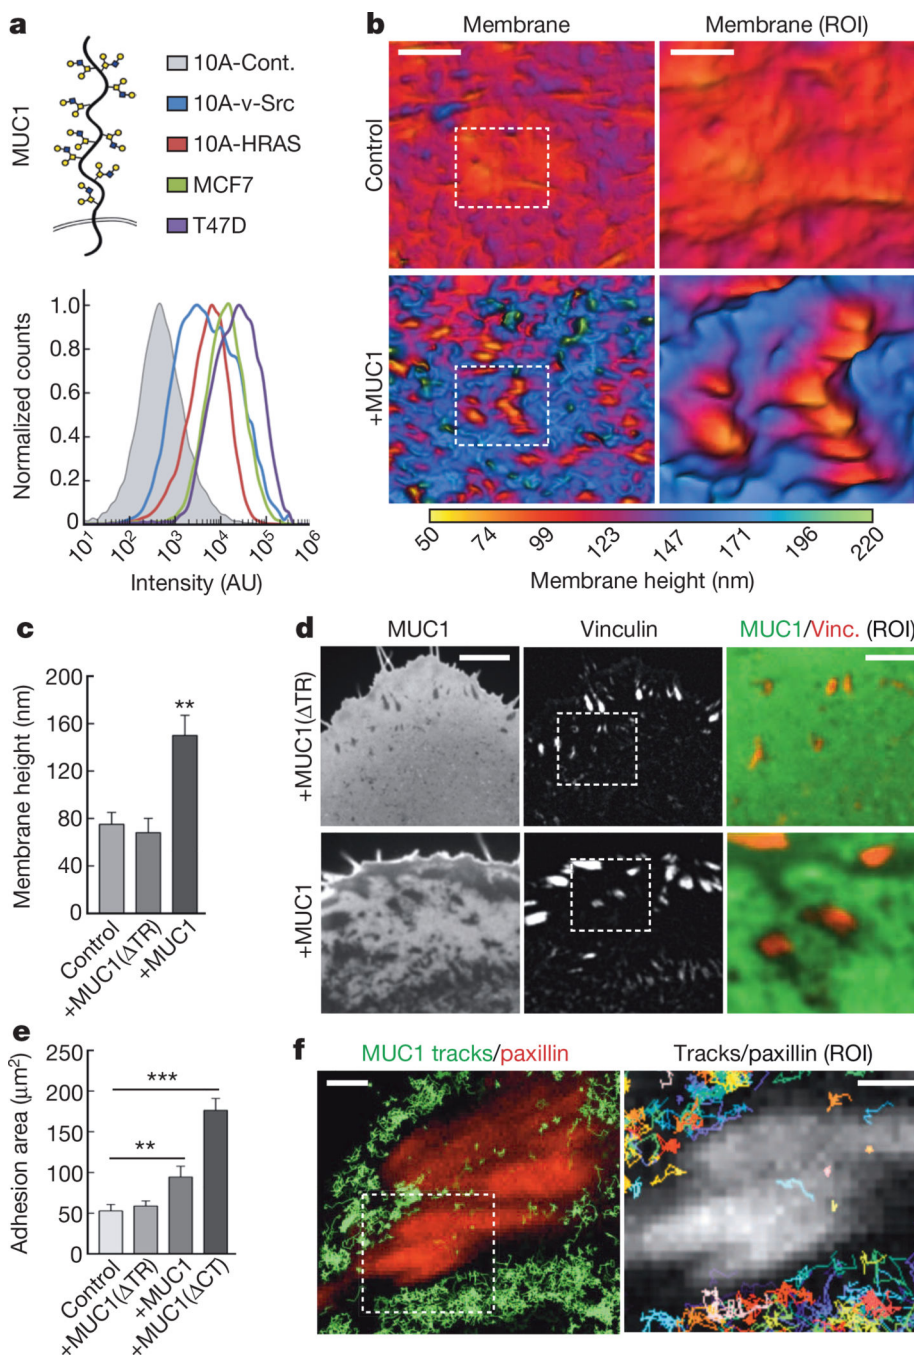 a
MUC1
10A-Cont.
10A-v-Src
10A-HRAS
MCF7
T47D
Normalized counts
1.0
0.8
0.6
0.4
0.2
0
10¹ 10² 10³ 10⁴ 10⁵ 10⁶
Intensity (AU)
b
Membrane
Membrane (ROI)
Control
+MUC1
50 74 99 123 147 171 196 220
Membrane height (nm)
c
Membrane height (nm)
200
160
120
80
40
0
**
Control
+MUC1(ΔTR)
+MUC1
d
MUC1
Vinculin
MUC1/Vinc. (ROI)
+MUC1(ΔTR)
+MUC1
e
Adhesion area (μm²)
250
200
150
100
50
0
***
**
Control
+MUC1(ΔTR)
+MUC1
+MUC1(ΔCT)
f
MUC1 tracks/paxillin
Tracks/paxillin (ROI)